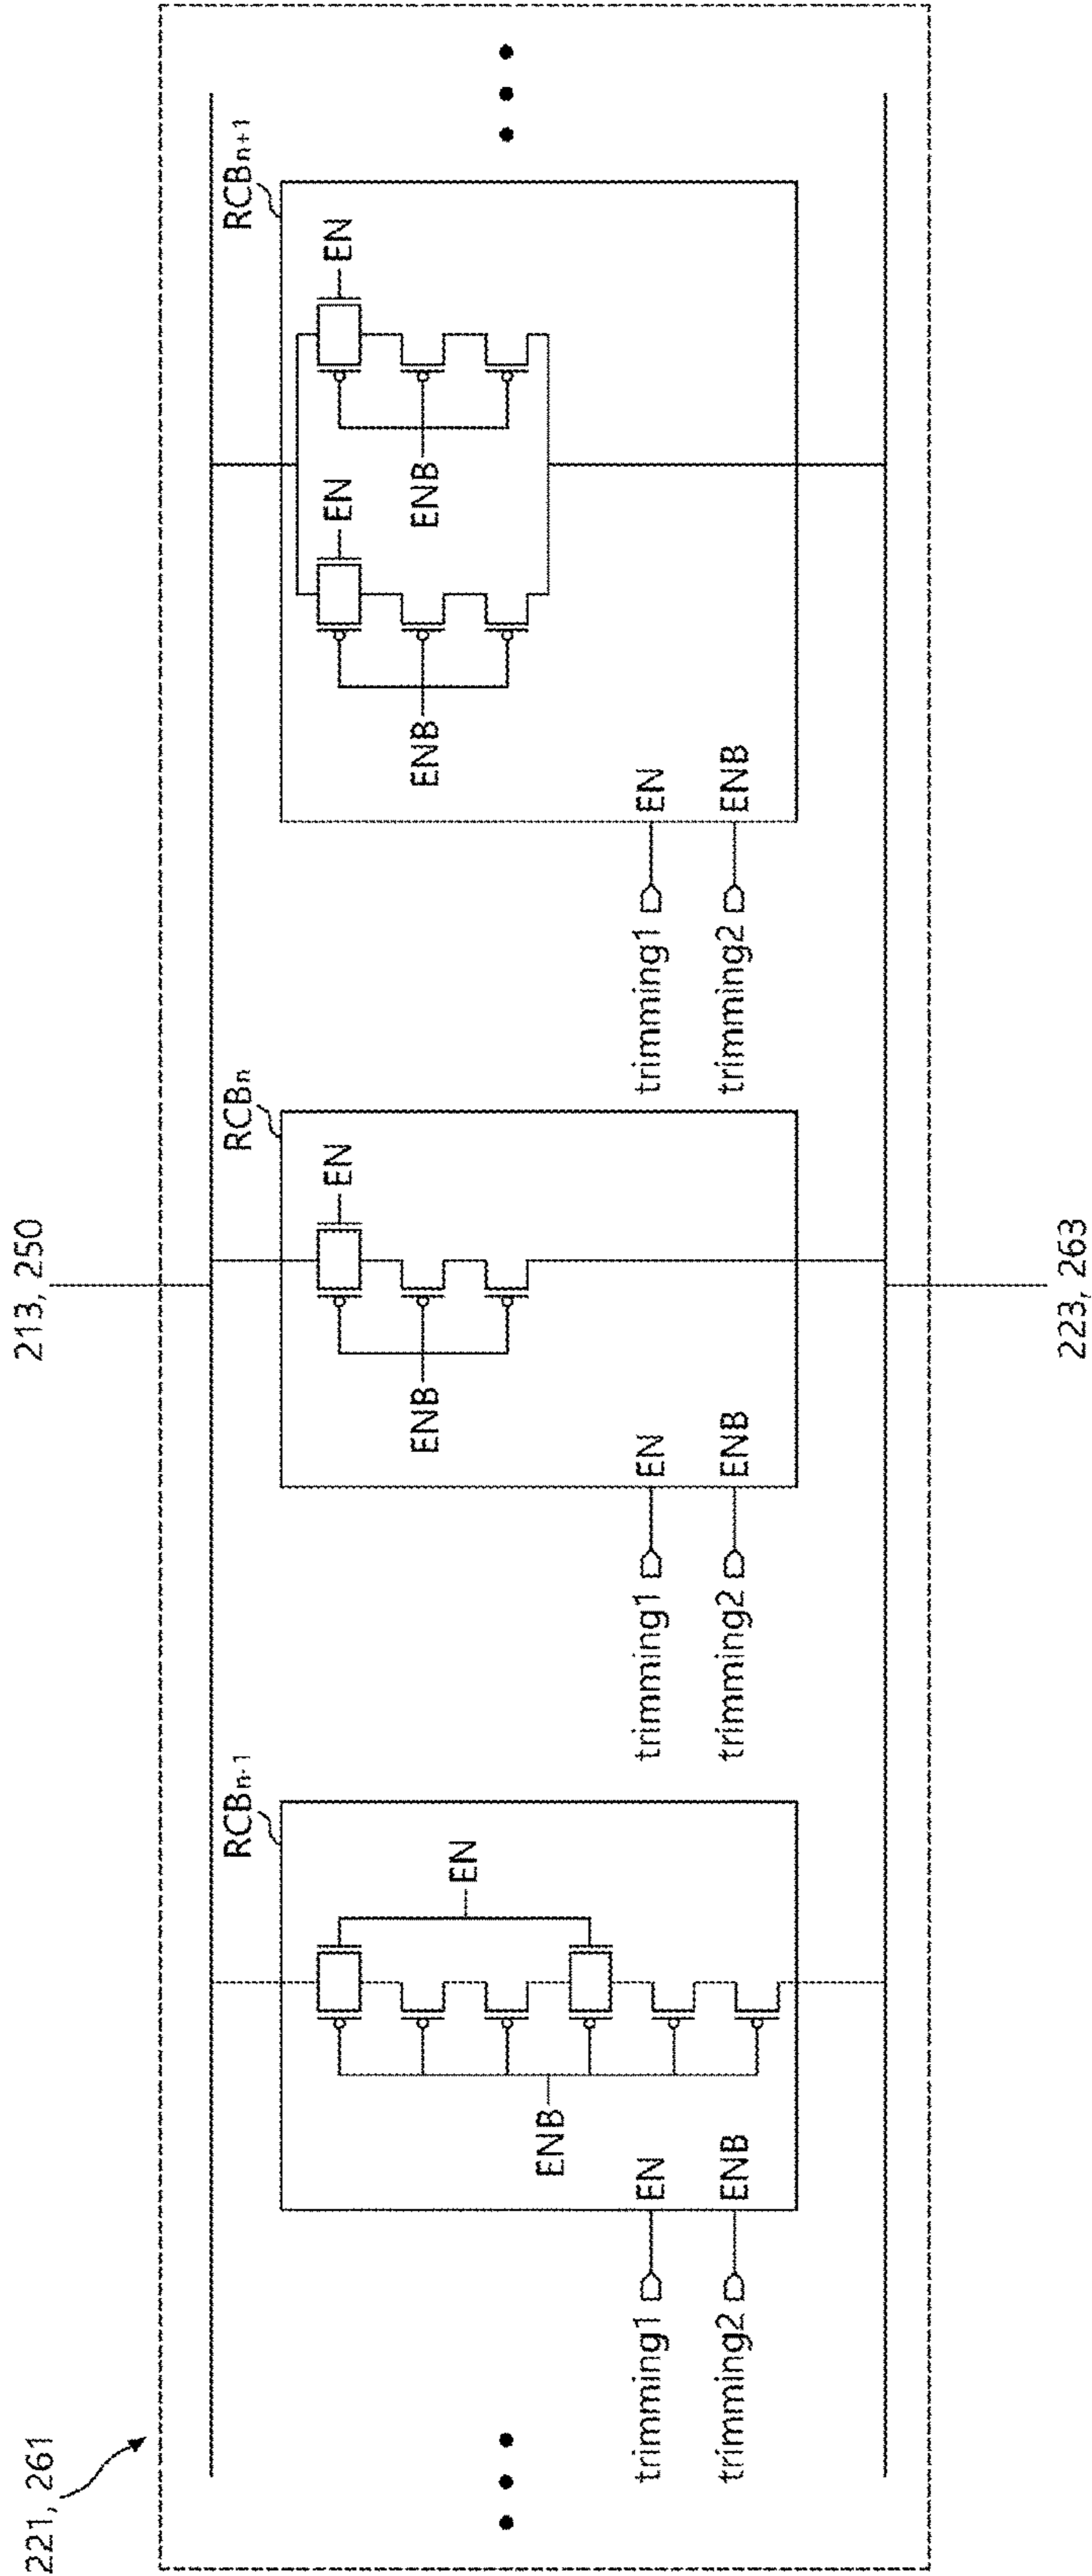 221, 261
213, 250
RCBn-1
RCBn
RCBn+1
EN
ENB
EN
ENB
EN
ENB
EN
ENB
trimming1
EN
trimming2
ENB
trimming1
EN
trimming2
ENB
trimming1
EN
trimming2
ENB
223, 263